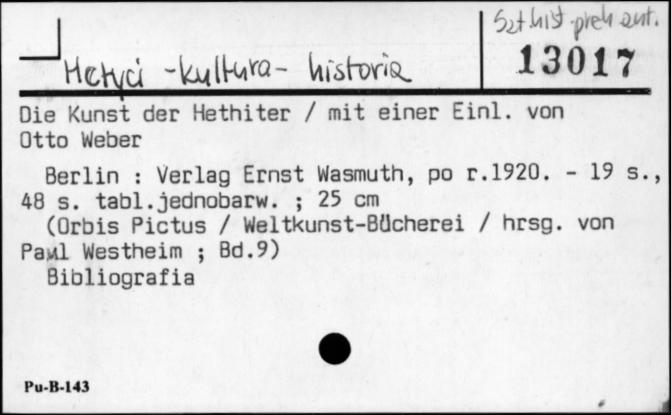 Szt hist. preh. ant.
13017
Hetyci - kultura - historia
Die Kunst der Hethiter / mit einer Einl. von
Otto Weber
Berlin : Verlag Ernst Wasmuth, po r.1920. - 19 s.,
48 s. tabl.jednobarw. ; 25 cm
(Orbis Pictus / Weltkunst-Bücherei / hrsg. von
Paul Westheim ; Bd.9)
Bibliografia
Pu-B-143